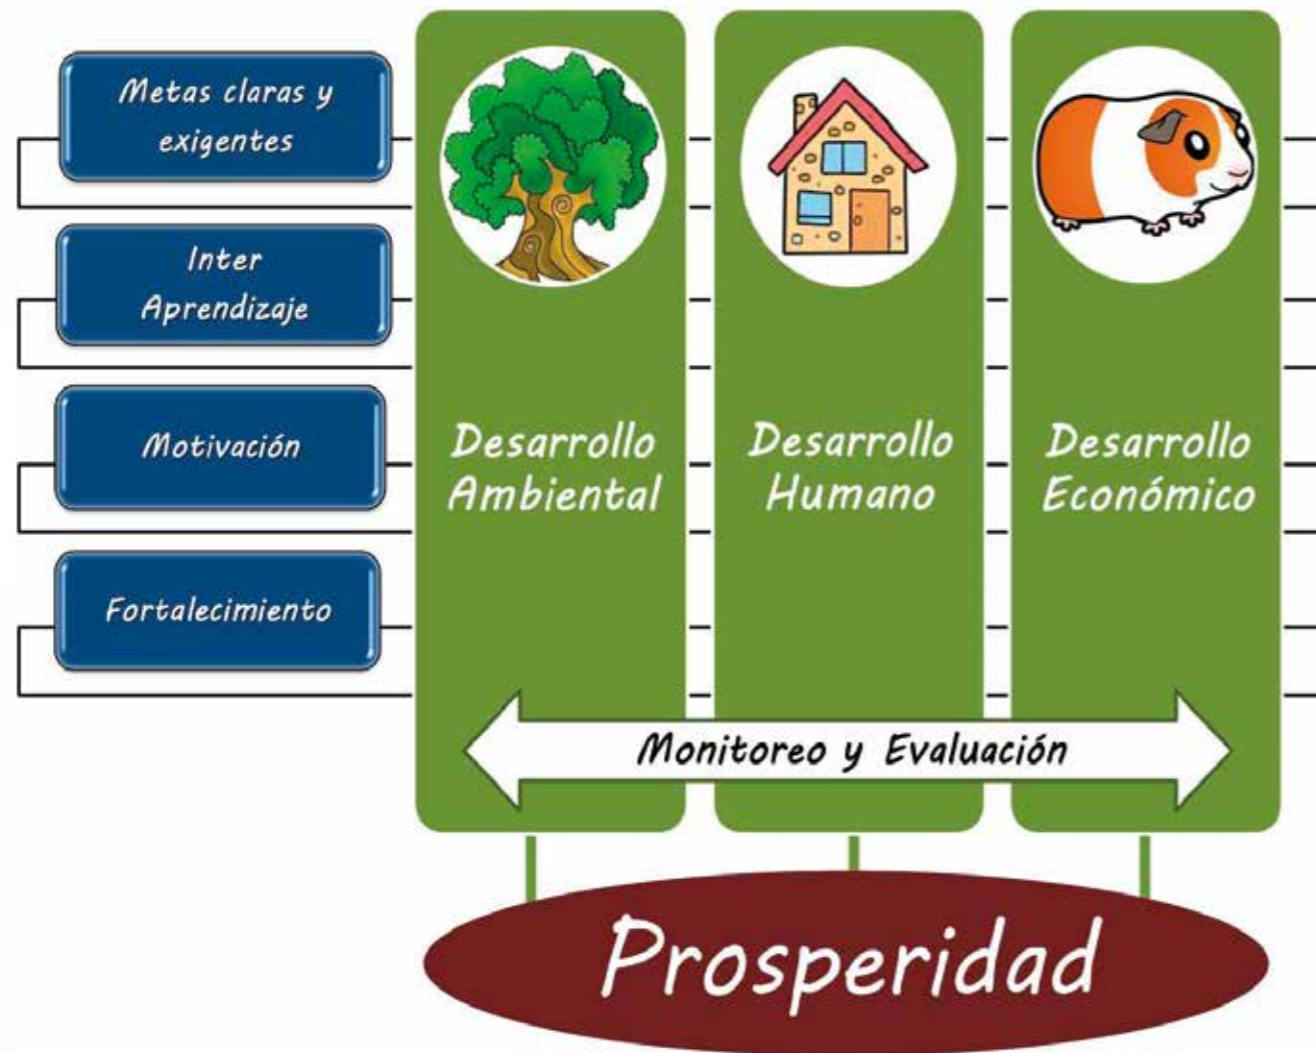 Metas claras y
exigentes
Inter
Aprendizaje
Motivación
Fortalecimiento
Desarrollo
Ambiental
Desarrollo
Humano
Desarrollo
Económico
Monitoreo y Evaluación
Prosperidad